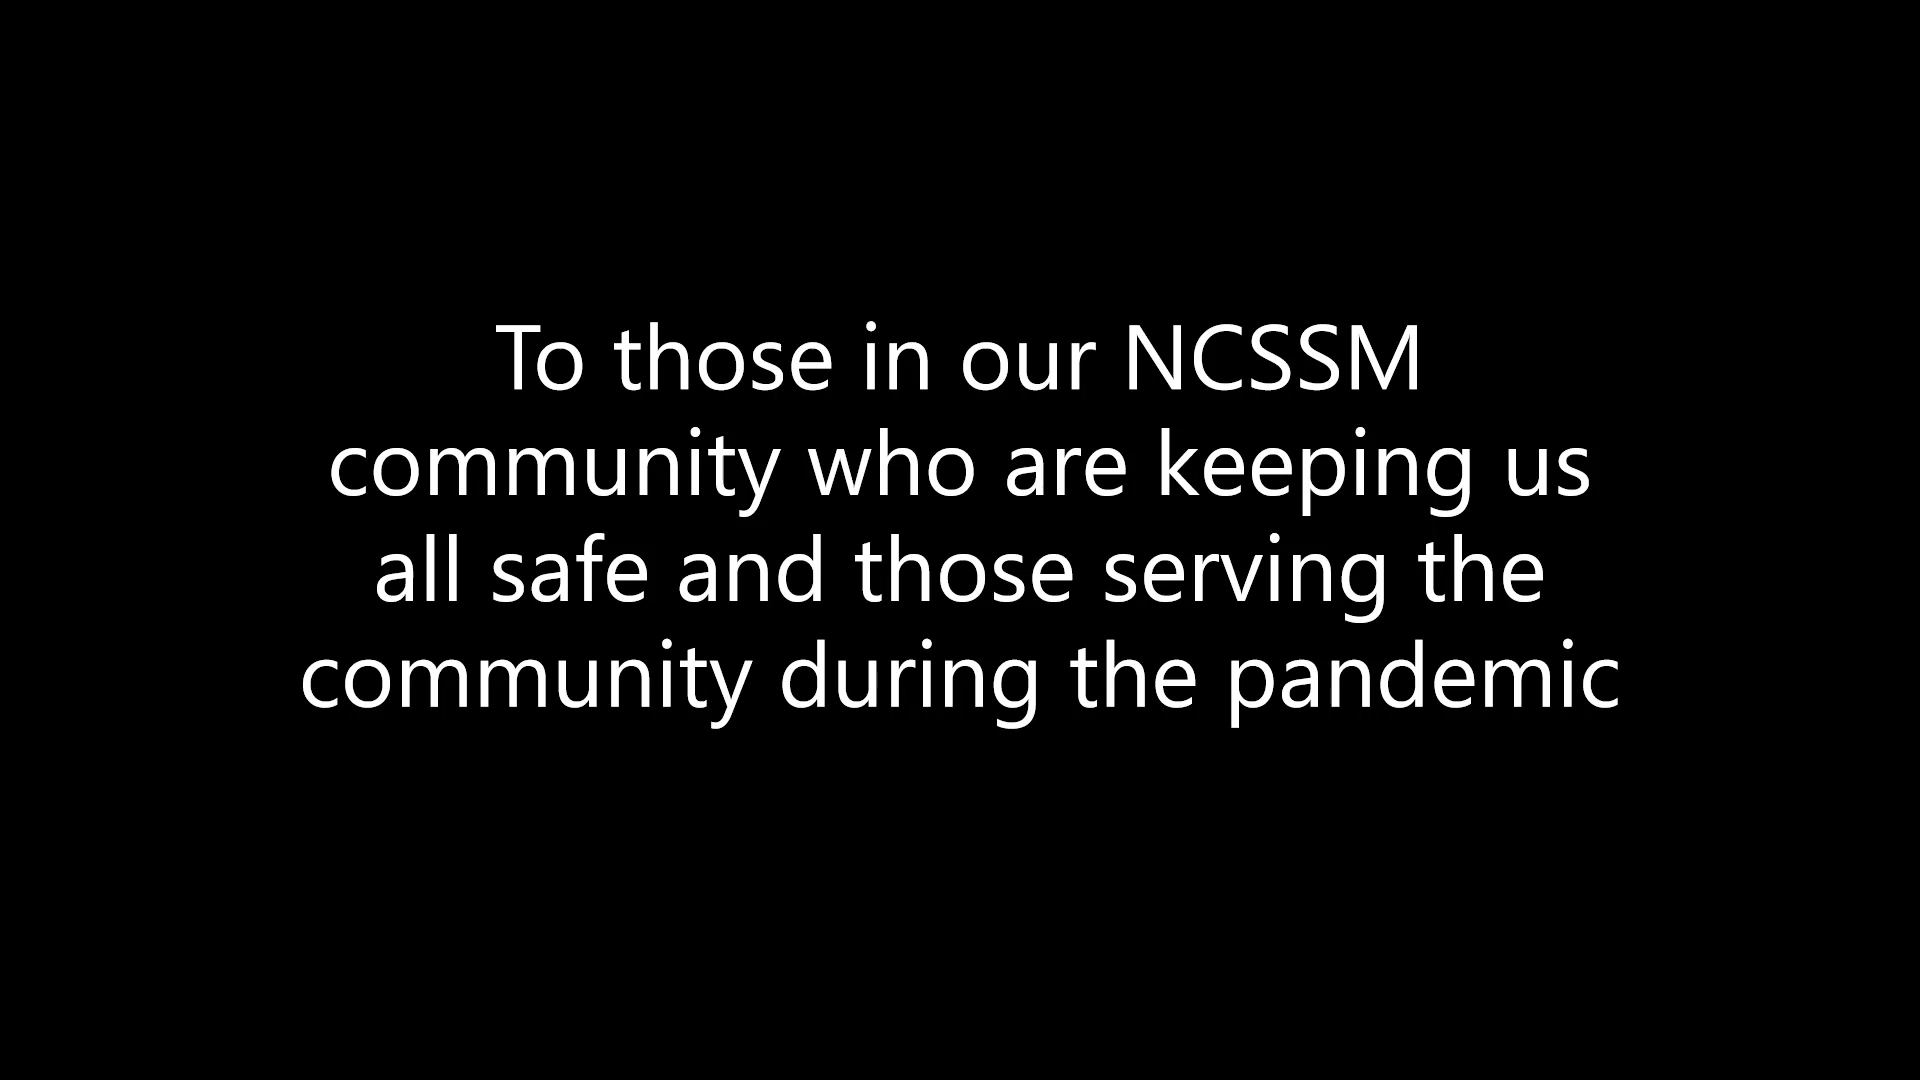 To those in our NCSSM
community who are keeping us
all safe and those serving the
community during the pandemic